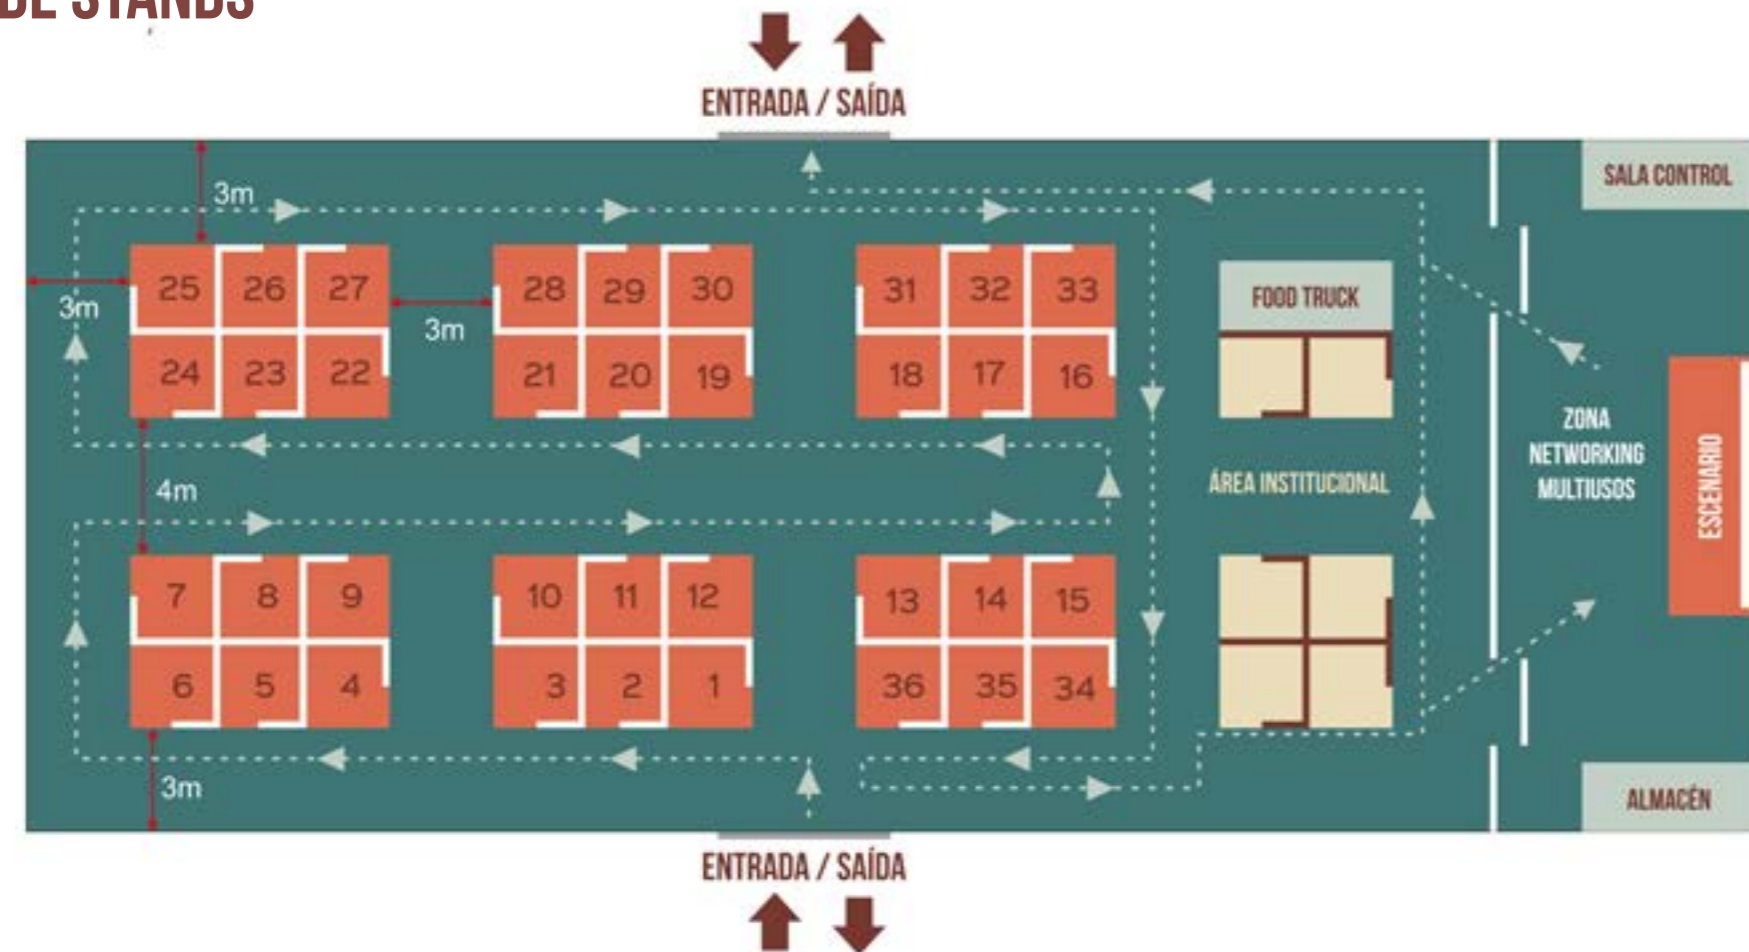 DE STANDS
ENTRADA / SAÍDA
SALA CONTROL
3m
25 26 27 28 29 30 31 32 33
FOOD TRUCK
3m
3m
24 23 22 21 20 19 18 17 16
ZONA
NETWORKING
MULTIUSOS
ESCENARIO
ÁREA INSTITUCIONAL
4m
7 8 9 10 11 12 13 14 15
6 5 4 3 2 1 36 35 34
3m
ALMACÉN
ENTRADA / SAÍDA